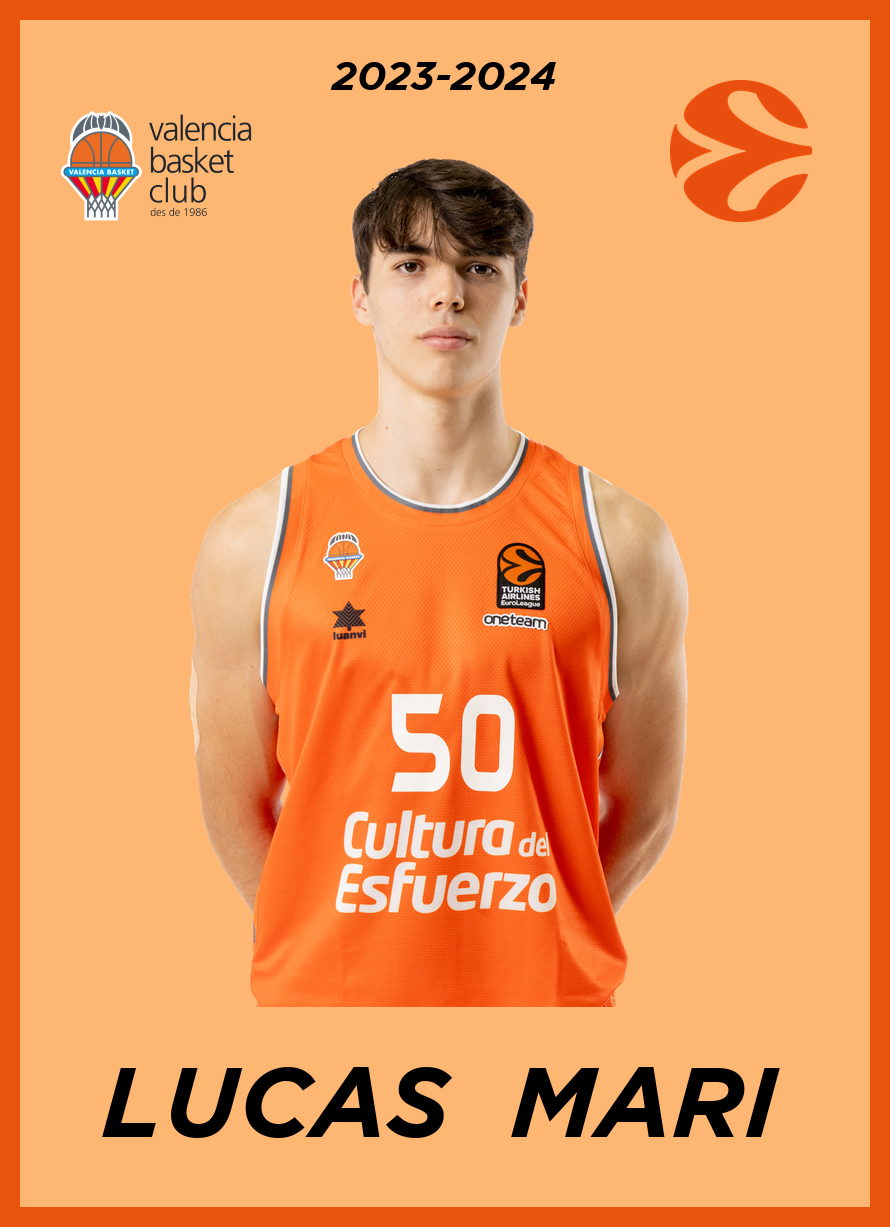 2023-2024
valencia
basket
club
des de 1986
VALENCIA BASKET
TURKISH
AIRLINES
EuroLeague
luanvi
oneteam
50
Cultura del
Esfuerzo
LUCAS MARI